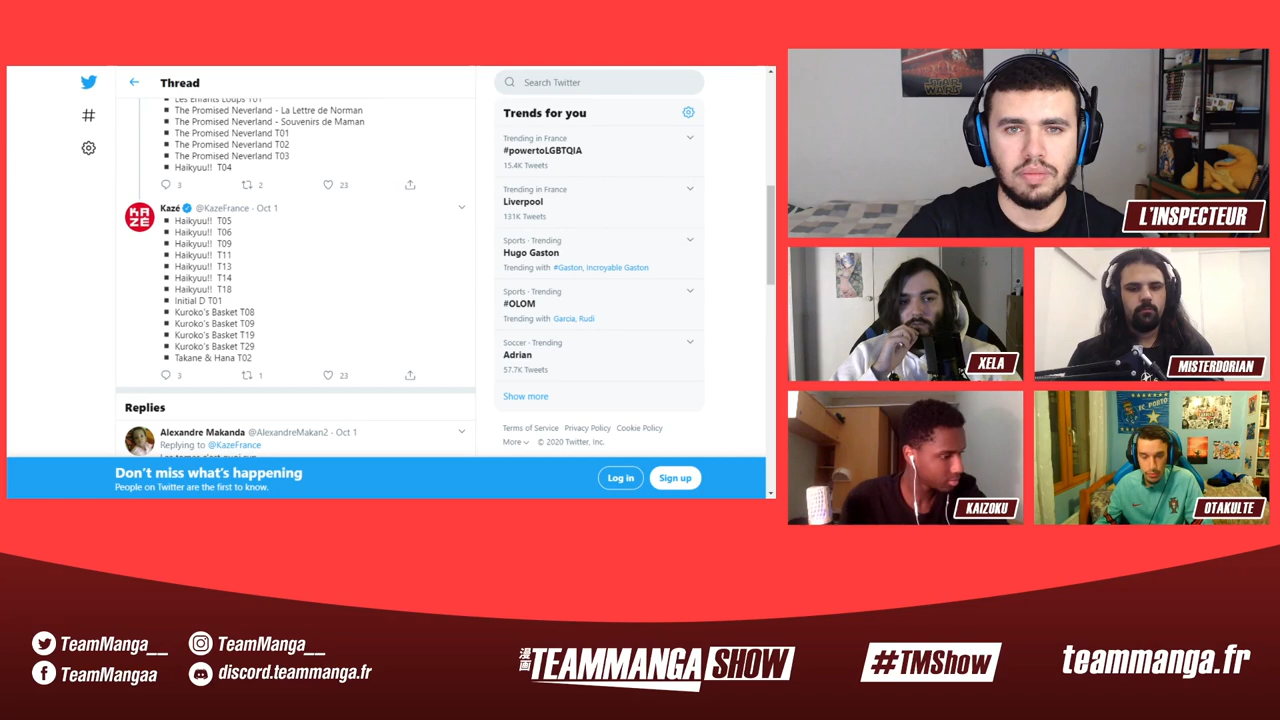 Thread
Les Enfants Loups T01
The Promised Neverland - La Lettre de Norman
The Promised Neverland - Souvenirs de Maman
The Promised Neverland T01
The Promised Neverland T02
The Promised Neverland T03
Haikyuu!! T04
3 2 23
Kazé @KazeFrance · Oct 1
KAZE
Haikyuu!! T05
Haikyuu!! T06
Haikyuu!! T09
Haikyuu!! T11
Haikyuu!! T13
Haikyuu!! T14
Haikyuu!! T18
Initial D T01
Kuroko's Basket T08
Kuroko's Basket T09
Kuroko's Basket T19
Kuroko's Basket T29
Takane & Hana T02
3 1 23
Replies
Alexandre Makanda @AlexandreMakan2 · Oct 1
Replying to @KazeFrance
Search Twitter
Trends for you
Trending in France
#powertoLGBTQIA
15.4K Tweets
Trending in France
Liverpool
131K Tweets
Sports · Trending
Hugo Gaston
Trending with #Gaston, Incroyable Gaston
Sports · Trending
#OLOM
Trending with Garcia, Rudi
Soccer · Trending
Adrian
57.7K Tweets
Show more
Terms of Service Privacy Policy Cookie Policy
More © 2020 Twitter, Inc.
Don't miss what's happening
People on Twitter are the first to know.
Log in
Sign up
STAR WARS
L'INSPECTEUR
XELA
MISTERDORIAN
KAIZOKU
F.C. PORTO
OTAKULTE
TeamManga__
TeamManga__
TeamMangaa
discord.teammanga.fr
漫画 TEAMMANGA SHOW
#TMShow
teammanga.fr